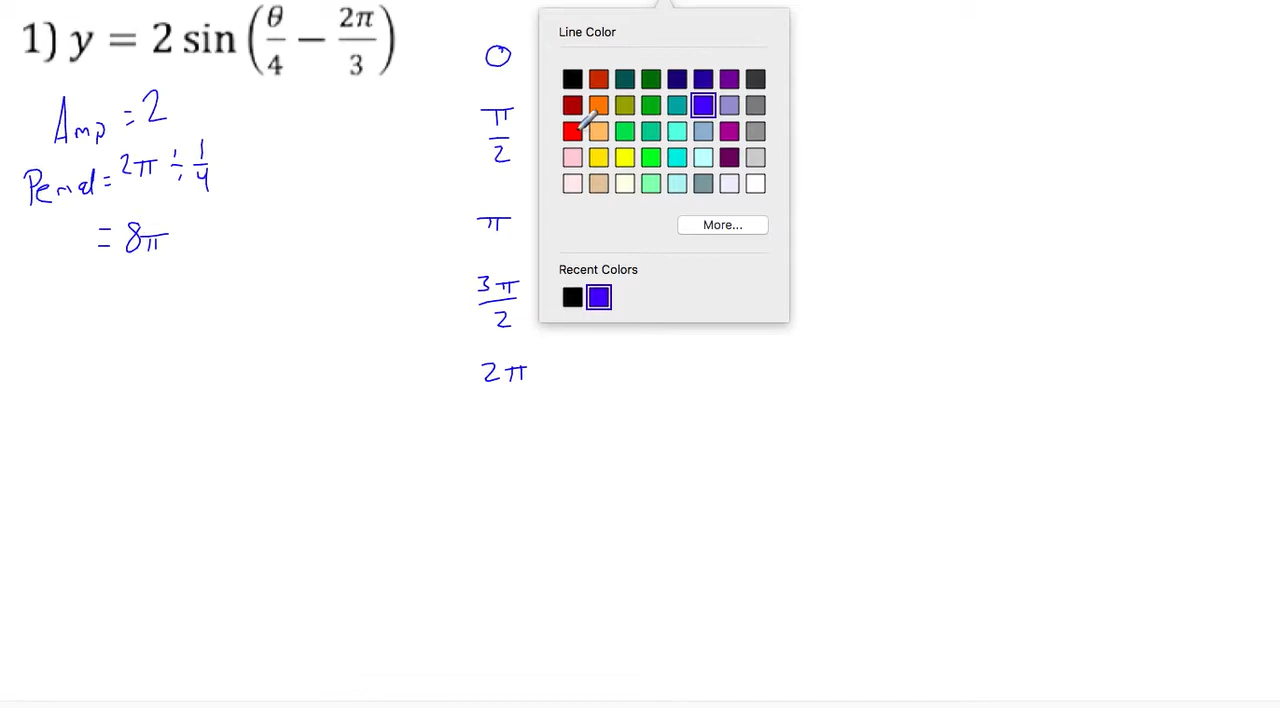 1) y = 2 sin (θ/4 − 2π/3)
Amp = 2
Period = 2π ÷ 1/4
= 8π
0
π/2
π
3π/2
2π
Line Color
More...
Recent Colors